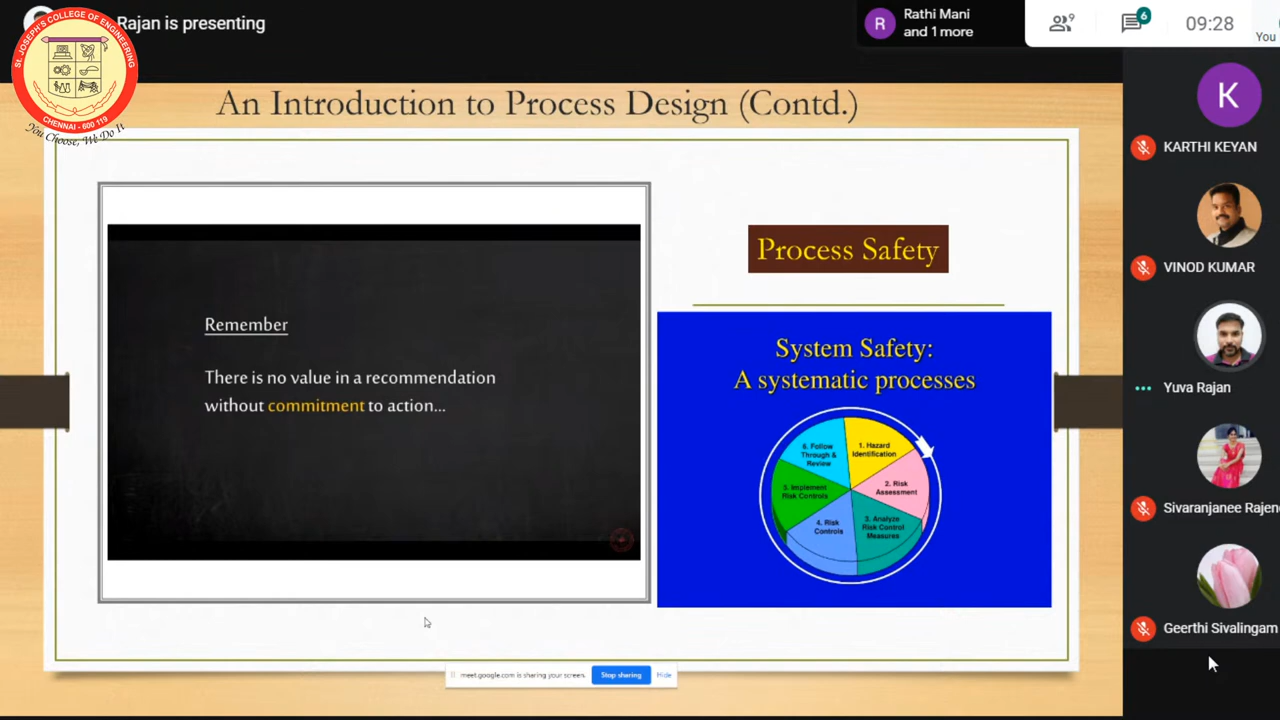 Rajan is presenting
R
Rathi Mani
and 1 more
9
6
09:28
You
ST. JOSEPH'S COLLEGE OF ENGINEERING
CHENNAI - 600 119
You Choose, We Do It
An Introduction to Process Design (Contd.)
Remember
There is no value in a recommendation
without commitment to action...
Process Safety
System Safety:
A systematic processes
1. Hazard
Identification
2. Risk
Assessment
3. Analyze
Risk Control
Measures
4. Risk
Controls
5. Implement
Risk Controls
6. Follow
Through &
Review
K
KARTHI KEYAN
VINOD KUMAR
Yuva Rajan
Sivaranjanee Rajen
Geerthi Sivalingam
meet.google.com is sharing your screen.
Stop sharing
Hide